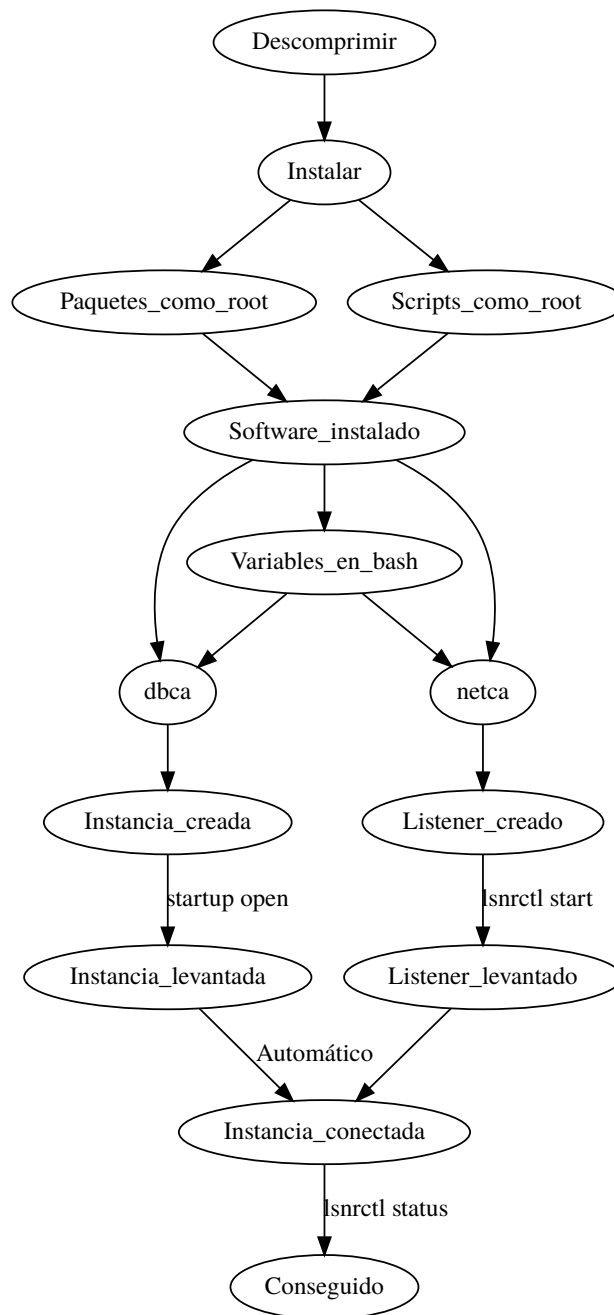 Descomprimir
Instalar
Paquetes_como_root
Scripts_como_root
Software_instalado
Variables_en_bash
dbca
netca
Instancia_creada
Listener_creado
startup open
lsnrctl start
Instancia_levantada
Listener_levantado
Automático
Instancia_conectada
lsnrctl status
Conseguido